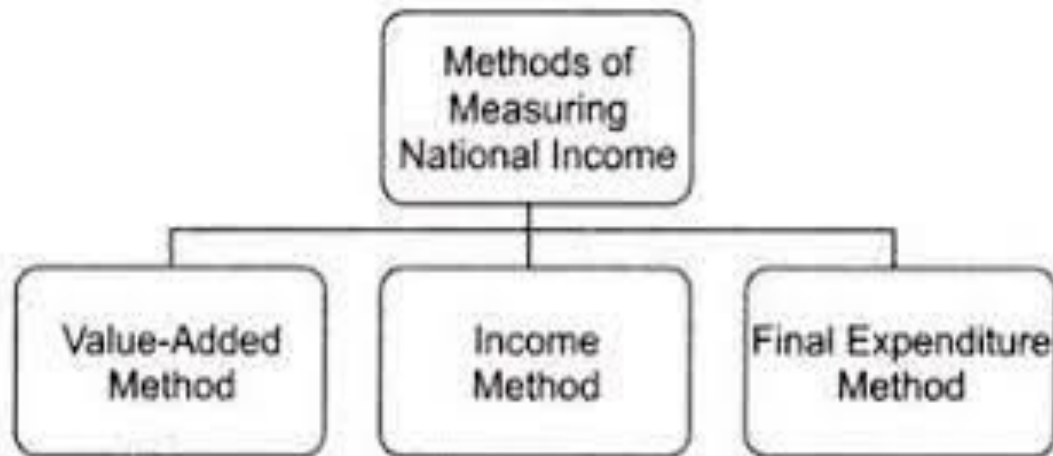 Methods of
Measuring
National Income
Value-Added
Method
Income
Method
Final Expenditure
Method